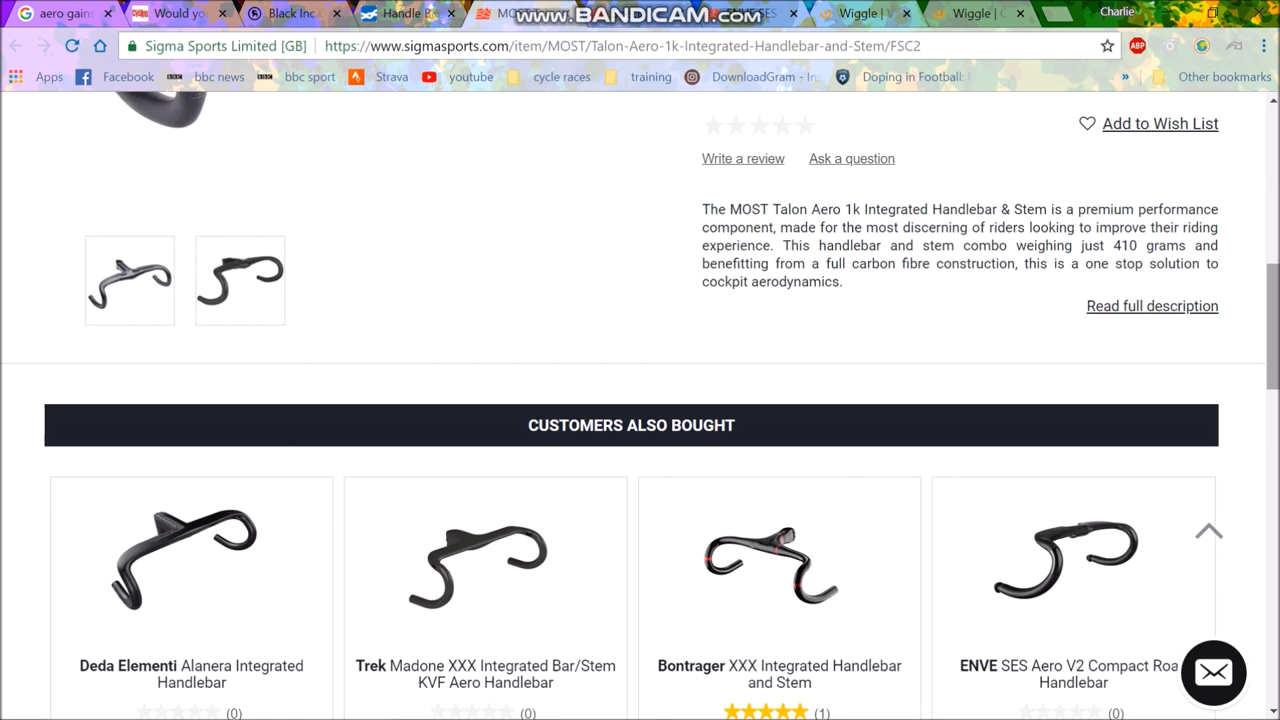 aero gain
Would yo
Black Inc
Handle B
MOST
ENVE SES
Wiggle | V
Wiggle | C
www.BANDICAM.com
Charlie
Sigma Sports Limited [GB]
https://www.sigmasports.com/item/MOST/Talon-Aero-1k-Integrated-Handlebar-and-Stem/FSC2
ABP
Apps
Facebook
BBC
bbc news
BBC
bbc sport
Strava
youtube
cycle races
training
DownloadGram - In
Doping in Football
»
Other bookmarks
Add to Wish List
Write a review
Ask a question
The MOST Talon Aero 1k Integrated Handlebar & Stem is a premium performance
component, made for the most discerning of riders looking to improve their riding
experience. This handlebar and stem combo weighing just 410 grams and
benefitting from a full carbon fibre construction, this is a one stop solution to
cockpit aerodynamics.
Read full description
CUSTOMERS ALSO BOUGHT
Deda Elementi Alanera Integrated
Handlebar
(0)
Trek Madone XXX Integrated Bar/Stem
KVF Aero Handlebar
(0)
Bontrager XXX Integrated Handlebar
and Stem
(1)
ENVE SES Aero V2 Compact Roa
Handlebar
(0)